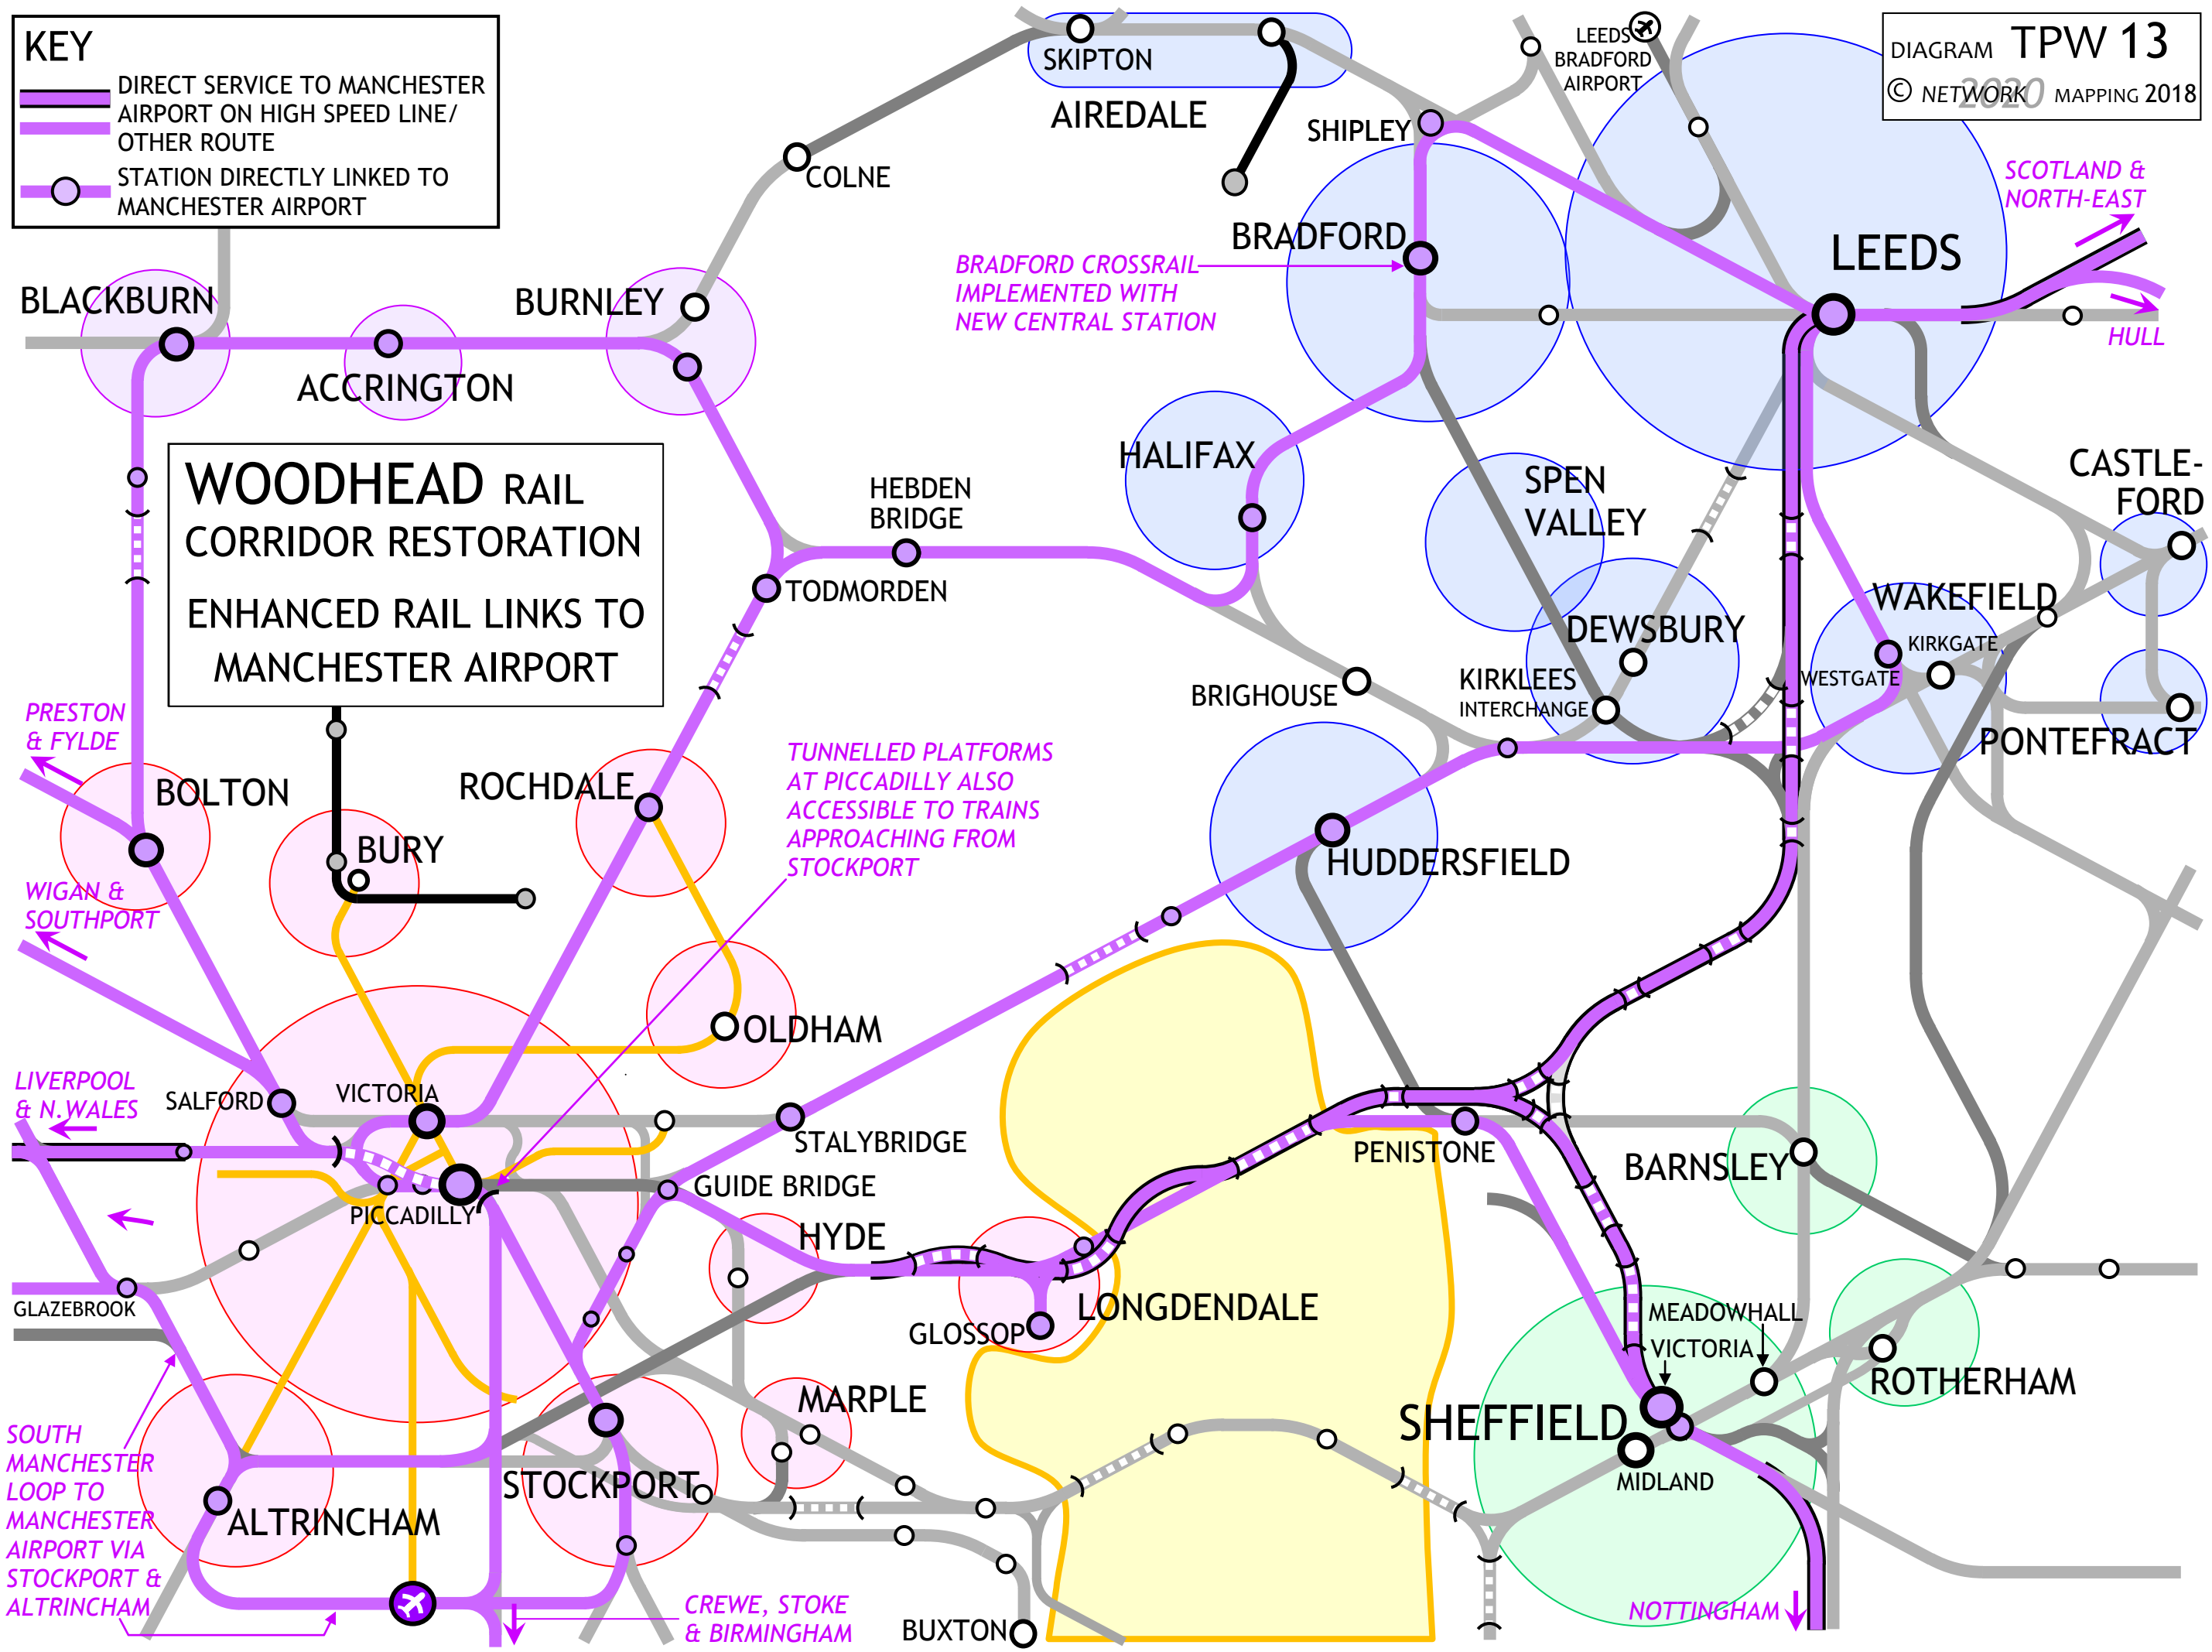 KEY
DIRECT SERVICE TO MANCHESTER
AIRPORT ON HIGH SPEED LINE/
OTHER ROUTE
STATION DIRECTLY LINKED TO
MANCHESTER AIRPORT
DIAGRAM TPW 13
© NETWORK 2020 MAPPING 2018
SKIPTON
AIREDALE
COLNE
SHIPLEY
LEEDS
BRADFORD
AIRPORT
SCOTLAND &
NORTH-EAST
LEEDS
HULL
BRADFORD
BRADFORD CROSSRAIL
IMPLEMENTED WITH
NEW CENTRAL STATION
BLACKBURN
ACCRINGTON
BURNLEY
WOODHEAD RAIL
CORRIDOR RESTORATION
ENHANCED RAIL LINKS TO
MANCHESTER AIRPORT
HEBDEN
BRIDGE
TODMORDEN
HALIFAX
SPEN
VALLEY
CASTLE-
FORD
DEWSBURY
WAKEFIELD
KIRKGATE
WESTGATE
BRIGHOUSE
KIRKLEES
INTERCHANGE
PONTEFRACT
PRESTON
& FYLDE
BOLTON
BURY
ROCHDALE
TUNNELLED PLATFORMS
AT PICCADILLY ALSO
ACCESSIBLE TO TRAINS
APPROACHING FROM
STOCKPORT
HUDDERSFIELD
WIGAN &
SOUTHPORT
OLDHAM
LIVERPOOL
& N.WALES
SALFORD
VICTORIA
STALYBRIDGE
PICCADILLY
GUIDE BRIDGE
PENISTONE
BARNSLEY
HYDE
GLAZEBROOK
GLOSSOP
LONGDENDALE
MEADOWHALL
VICTORIA
ROTHERHAM
SHEFFIELD
MIDLAND
MARPLE
STOCKPORT
ALTRINCHAM
SOUTH
MANCHESTER
LOOP TO
MANCHESTER
AIRPORT VIA
STOCKPORT &
ALTRINCHAM
CREWE, STOKE
& BIRMINGHAM
BUXTON
NOTTINGHAM